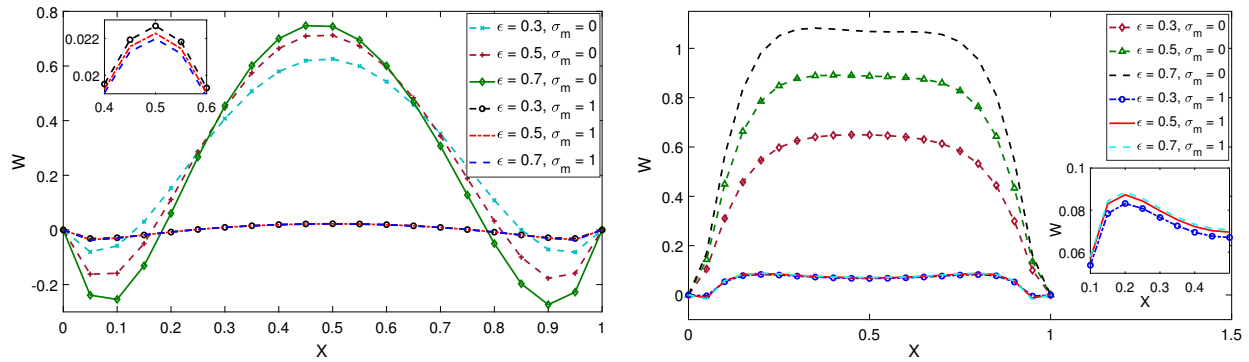 0.8
0.6
0.4
0.2
0
-0.2
W
0 0.1 0.2 0.3 0.4 0.5 0.6 0.7 0.8 0.9 1
X
0.022
0.02
0.4 0.5 0.6
ϵ = 0.3, σm = 0
ϵ = 0.5, σm = 0
ϵ = 0.7, σm = 0
ϵ = 0.3, σm = 1
ϵ = 0.5, σm = 1
ϵ = 0.7, σm = 1
1
0.8
0.6
0.4
0.2
0
W
0 0.5 1 1.5
X
ϵ = 0.3, σm = 0
ϵ = 0.5, σm = 0
ϵ = 0.7, σm = 0
ϵ = 0.3, σm = 1
ϵ = 0.5, σm = 1
ϵ = 0.7, σm = 1
0.1
0.08
0.06
W
0.1 0.2 0.3 0.4
X